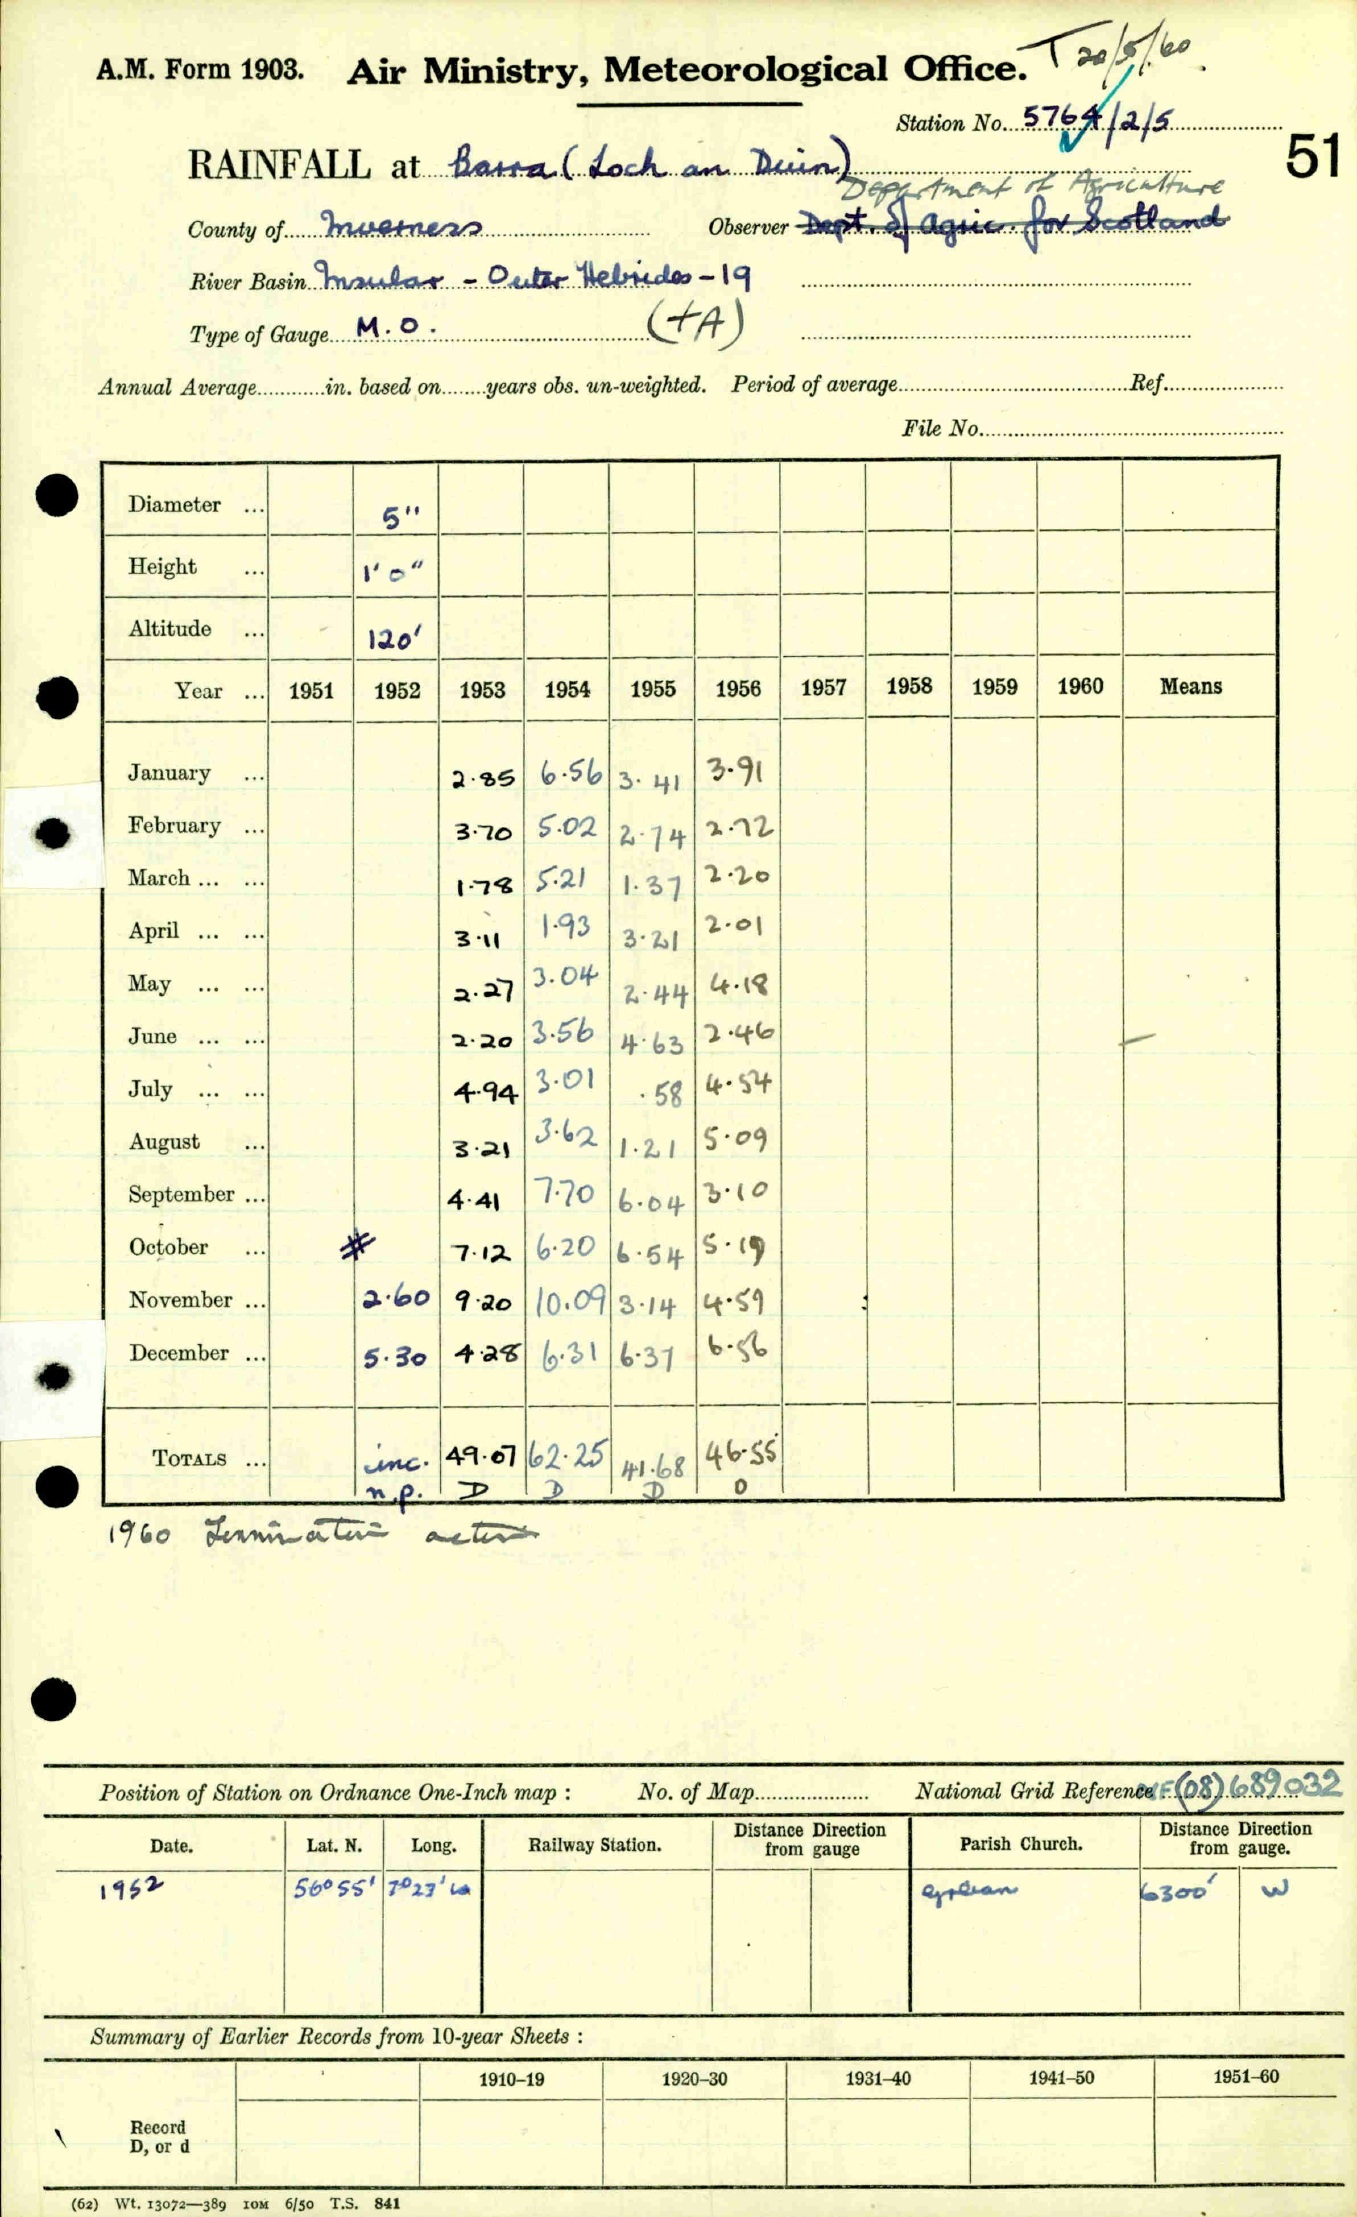 T 20/5/60
A.M. Form 1903. Air Ministry, Meteorological Office.
Station No. 5764/2/5
51
RAINFALL at Barra (Loch an Duin)
Department of Agriculture
County of Inverness Observer Dept. of Agric. for Scotland
River Basin Insular - Outer Hebrides - 19
Type of Gauge M.O. (+A)
Annual Average in. based on years obs. un-weighted. Period of average Ref.
File No.
Diameter ... 5"
Height ... 1' 0"
Altitude ... 120'
Year ... 1951 1952 1953 1954 1955 1956 1957 1958 1959 1960 Means
January ... 2.85 6.56 3.41 3.91
February ... 3.70 5.02 2.74 2.72
March ... ... 1.78 5.21 1.37 2.20
April ... ... 3.11 1.93 3.21 2.01
May ... ... 2.27 3.04 2.44 4.18
June ... ... 2.20 3.56 4.63 2.46
July ... ... 4.94 3.01 .58 4.54
August ... 3.21 3.62 1.21 5.09
September ... 4.41 7.70 6.04 3.10
October ... # 7.12 6.20 6.54 5.19
November ... 2.60 9.20 10.09 3.14 4.59
December ... 5.30 4.28 6.31 6.37 6.56
TOTALS ... inc. 49.07 62.25 41.68 46.55
n.p. D D D D
1960 Termination
Position of Station on Ordnance One-Inch map : No. of Map National Grid Reference NF(08)689032
Date. Lat. N. Long. Railway Station. Distance Direction from gauge Parish Church. Distance Direction from gauge.
1952 56° 55' 7° 27' W 6300' W
Summary of Earlier Records from 10-year Sheets :
1910–19 1920–30 1931–40 1941–50 1951–60
Record
D, or d
(62) Wt. 13072—389 10M 6/50 T.S. 841